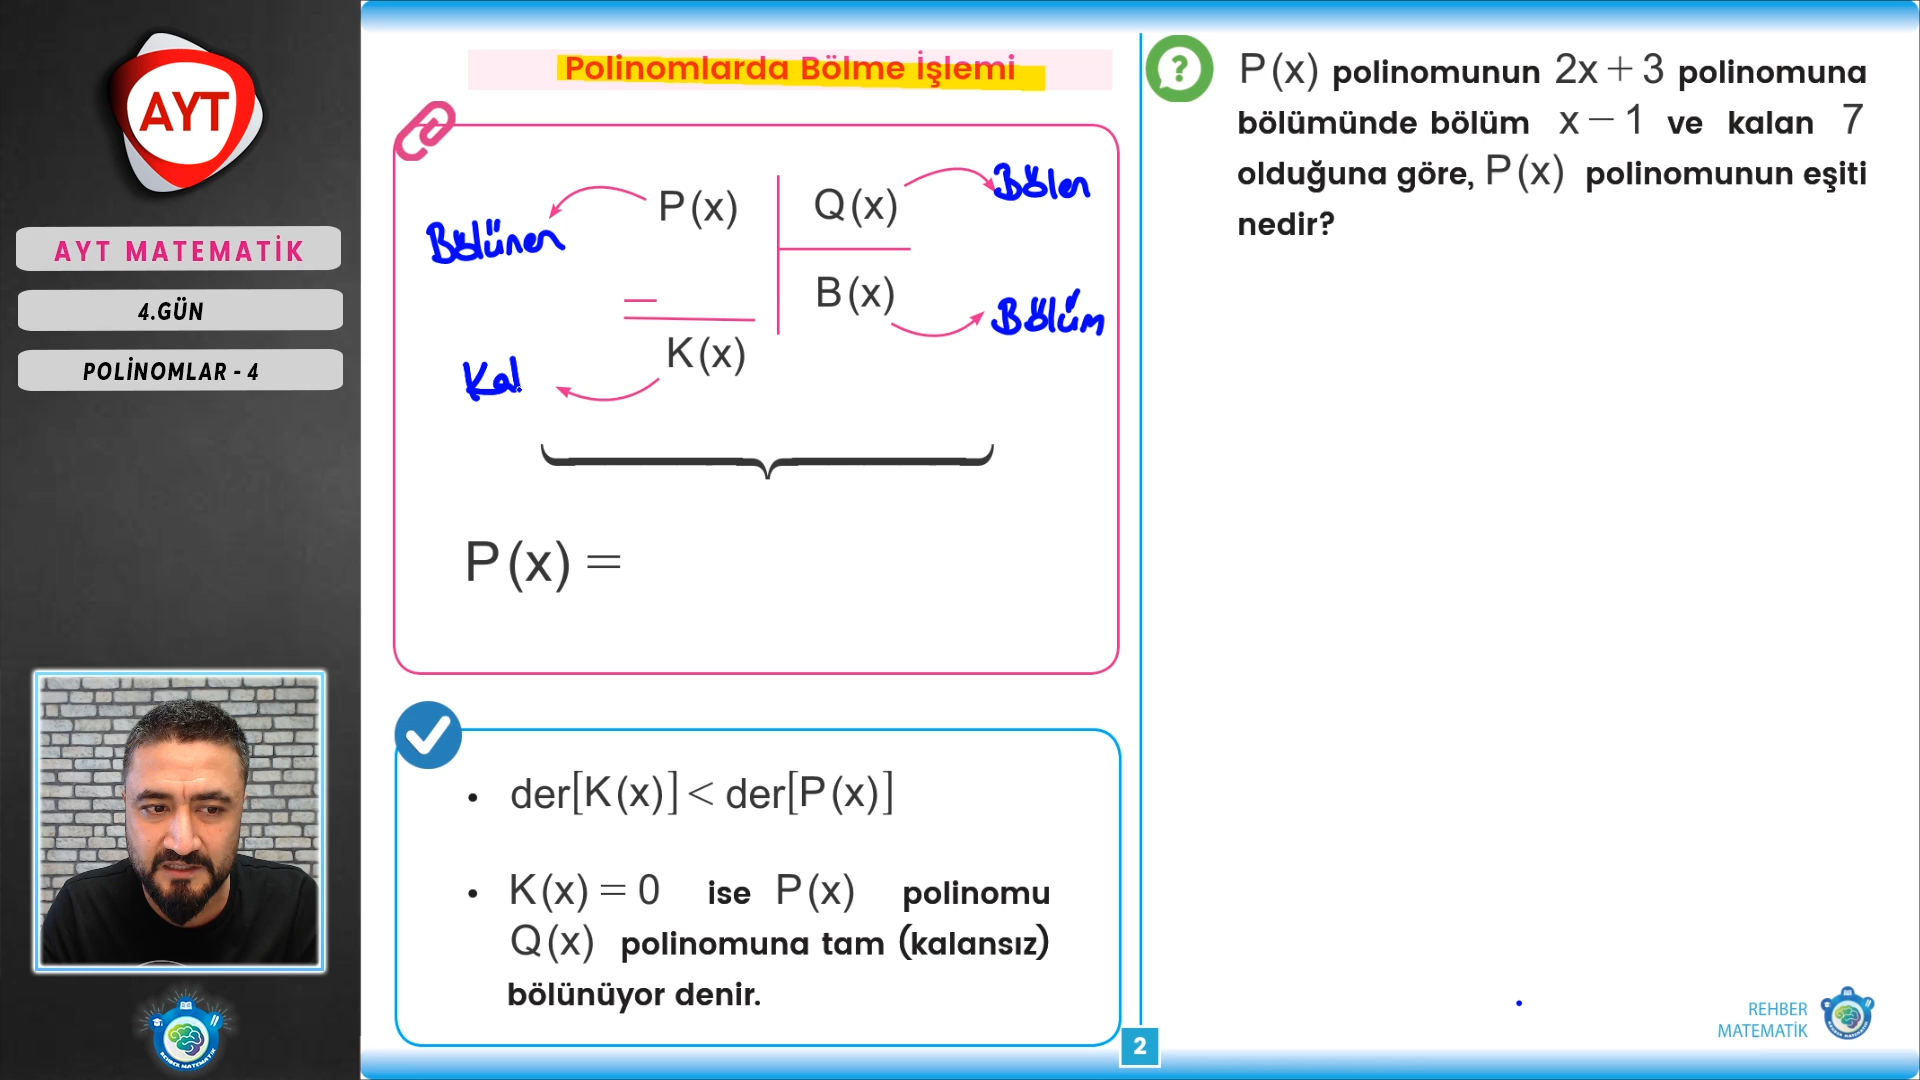 AYT
AYT MATEMATİK
4.GÜN
POLİNOMLAR - 4
Polinomlarda Bölme İşlemi
P(x) Q(x) Bölen
Bölünen
B(x) Bölüm
K(x)
Kal
P(x) =
• der[K(x)] < der[P(x)]
• K(x) = 0 ise P(x) polinomu
Q(x) polinomuna tam (kalansız)
bölünüyor denir.
?
P(x) polinomunun 2x + 3 polinomuna
bölümünde bölüm x − 1 ve kalan 7
olduğuna göre, P(x) polinomunun eşiti
nedir?
2
REHBER
MATEMATİK
REHBER MATEMATİK